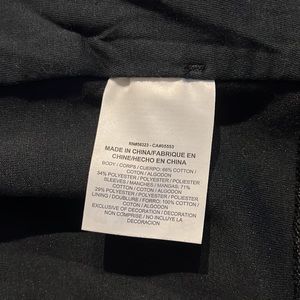 RN#56323 - CA#05553
MADE IN CHINA/FABRIQUE EN
CHINE/HECHO EN CHINA
BODY / CORPS / CUERPO: 46% COTTON /
COTON / ALGODON
54% POLYESTER / POLYESTER / POLIESTER
SLEEVES / MANCHES / MANGAS: 71%
COTTON / COTON / ALGODON
29% POLYESTER / POLYESTER / POLIESTER
LINING / DOUBLURE / FORRO: 100% COTTON /
COTON / ALGODON
EXCLUSIVE OF DECORATION / DECORATION
NON COMPRISE / NO INCLUYE LA
DECORACION